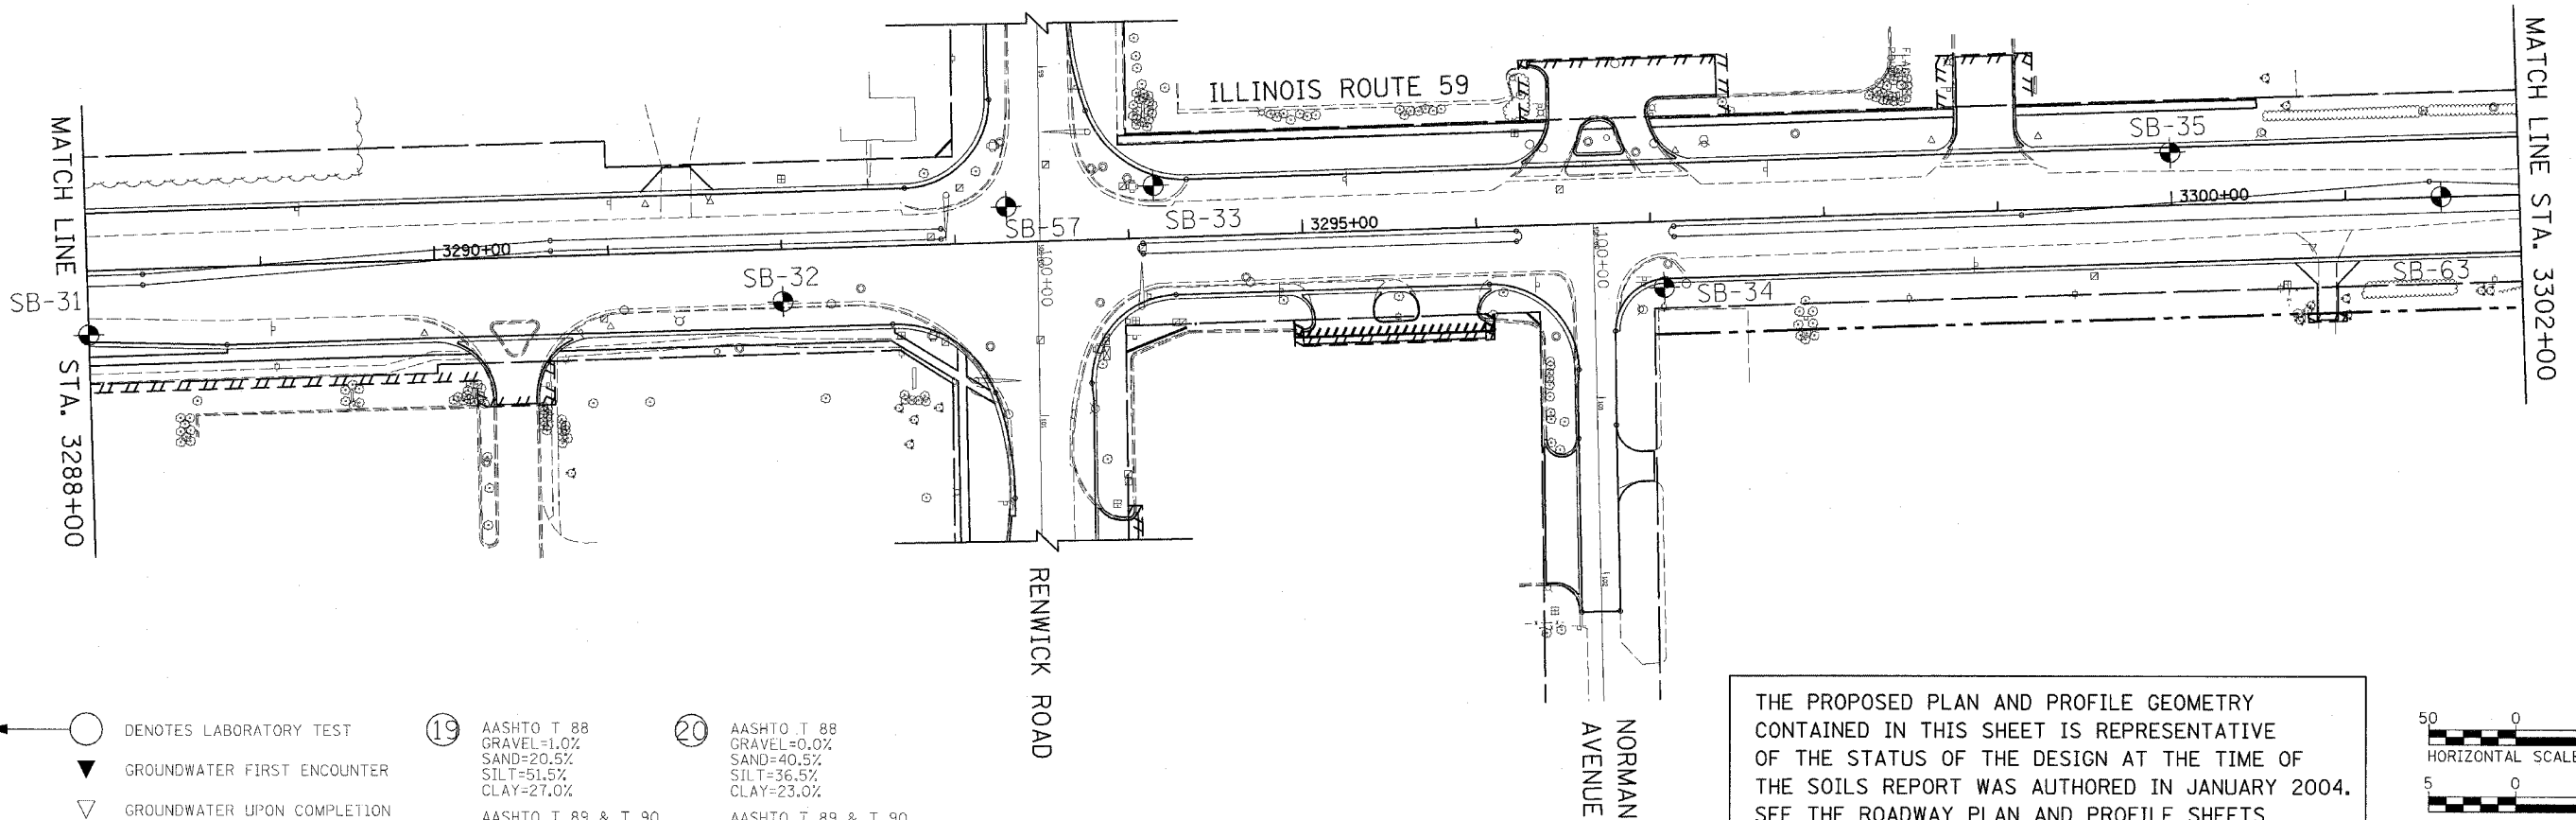 MATCH LINE STA. 3288+00
ILLINOIS ROUTE 59
MATCH LINE STA. 3302+00
SB-31
3290+00
SB-32
SB-57
SB-33
3295+00
SB-34
SB-35
3300+00
SB-63
100+00
RENWICK ROAD
NORMAN
AVENUE
DENOTES LABORATORY TEST
GROUNDWATER FIRST ENCOUNTER
GROUNDWATER UPON COMPLETION
19
AASHTO T 88
GRAVEL=1.0%
SAND=20.5%
SILT=51.5%
CLAY=27.0%
AASHTO T 89 & T 90
20
AASHTO T 88
GRAVEL=0.0%
SAND=40.5%
SILT=36.5%
CLAY=23.0%
AASHTO T 89 & T 90
THE PROPOSED PLAN AND PROFILE GEOMETRY
CONTAINED IN THIS SHEET IS REPRESENTATIVE
OF THE STATUS OF THE DESIGN AT THE TIME OF
THE SOILS REPORT WAS AUTHORED IN JANUARY 2004.
SEE THE ROADWAY PLAN AND PROFILE SHEETS
50 0
HORIZONTAL SCALE
5 0